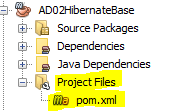 AD02HibernateBase
Source Packages
Dependencies
Java Dependencies
Project Files
pom.xml